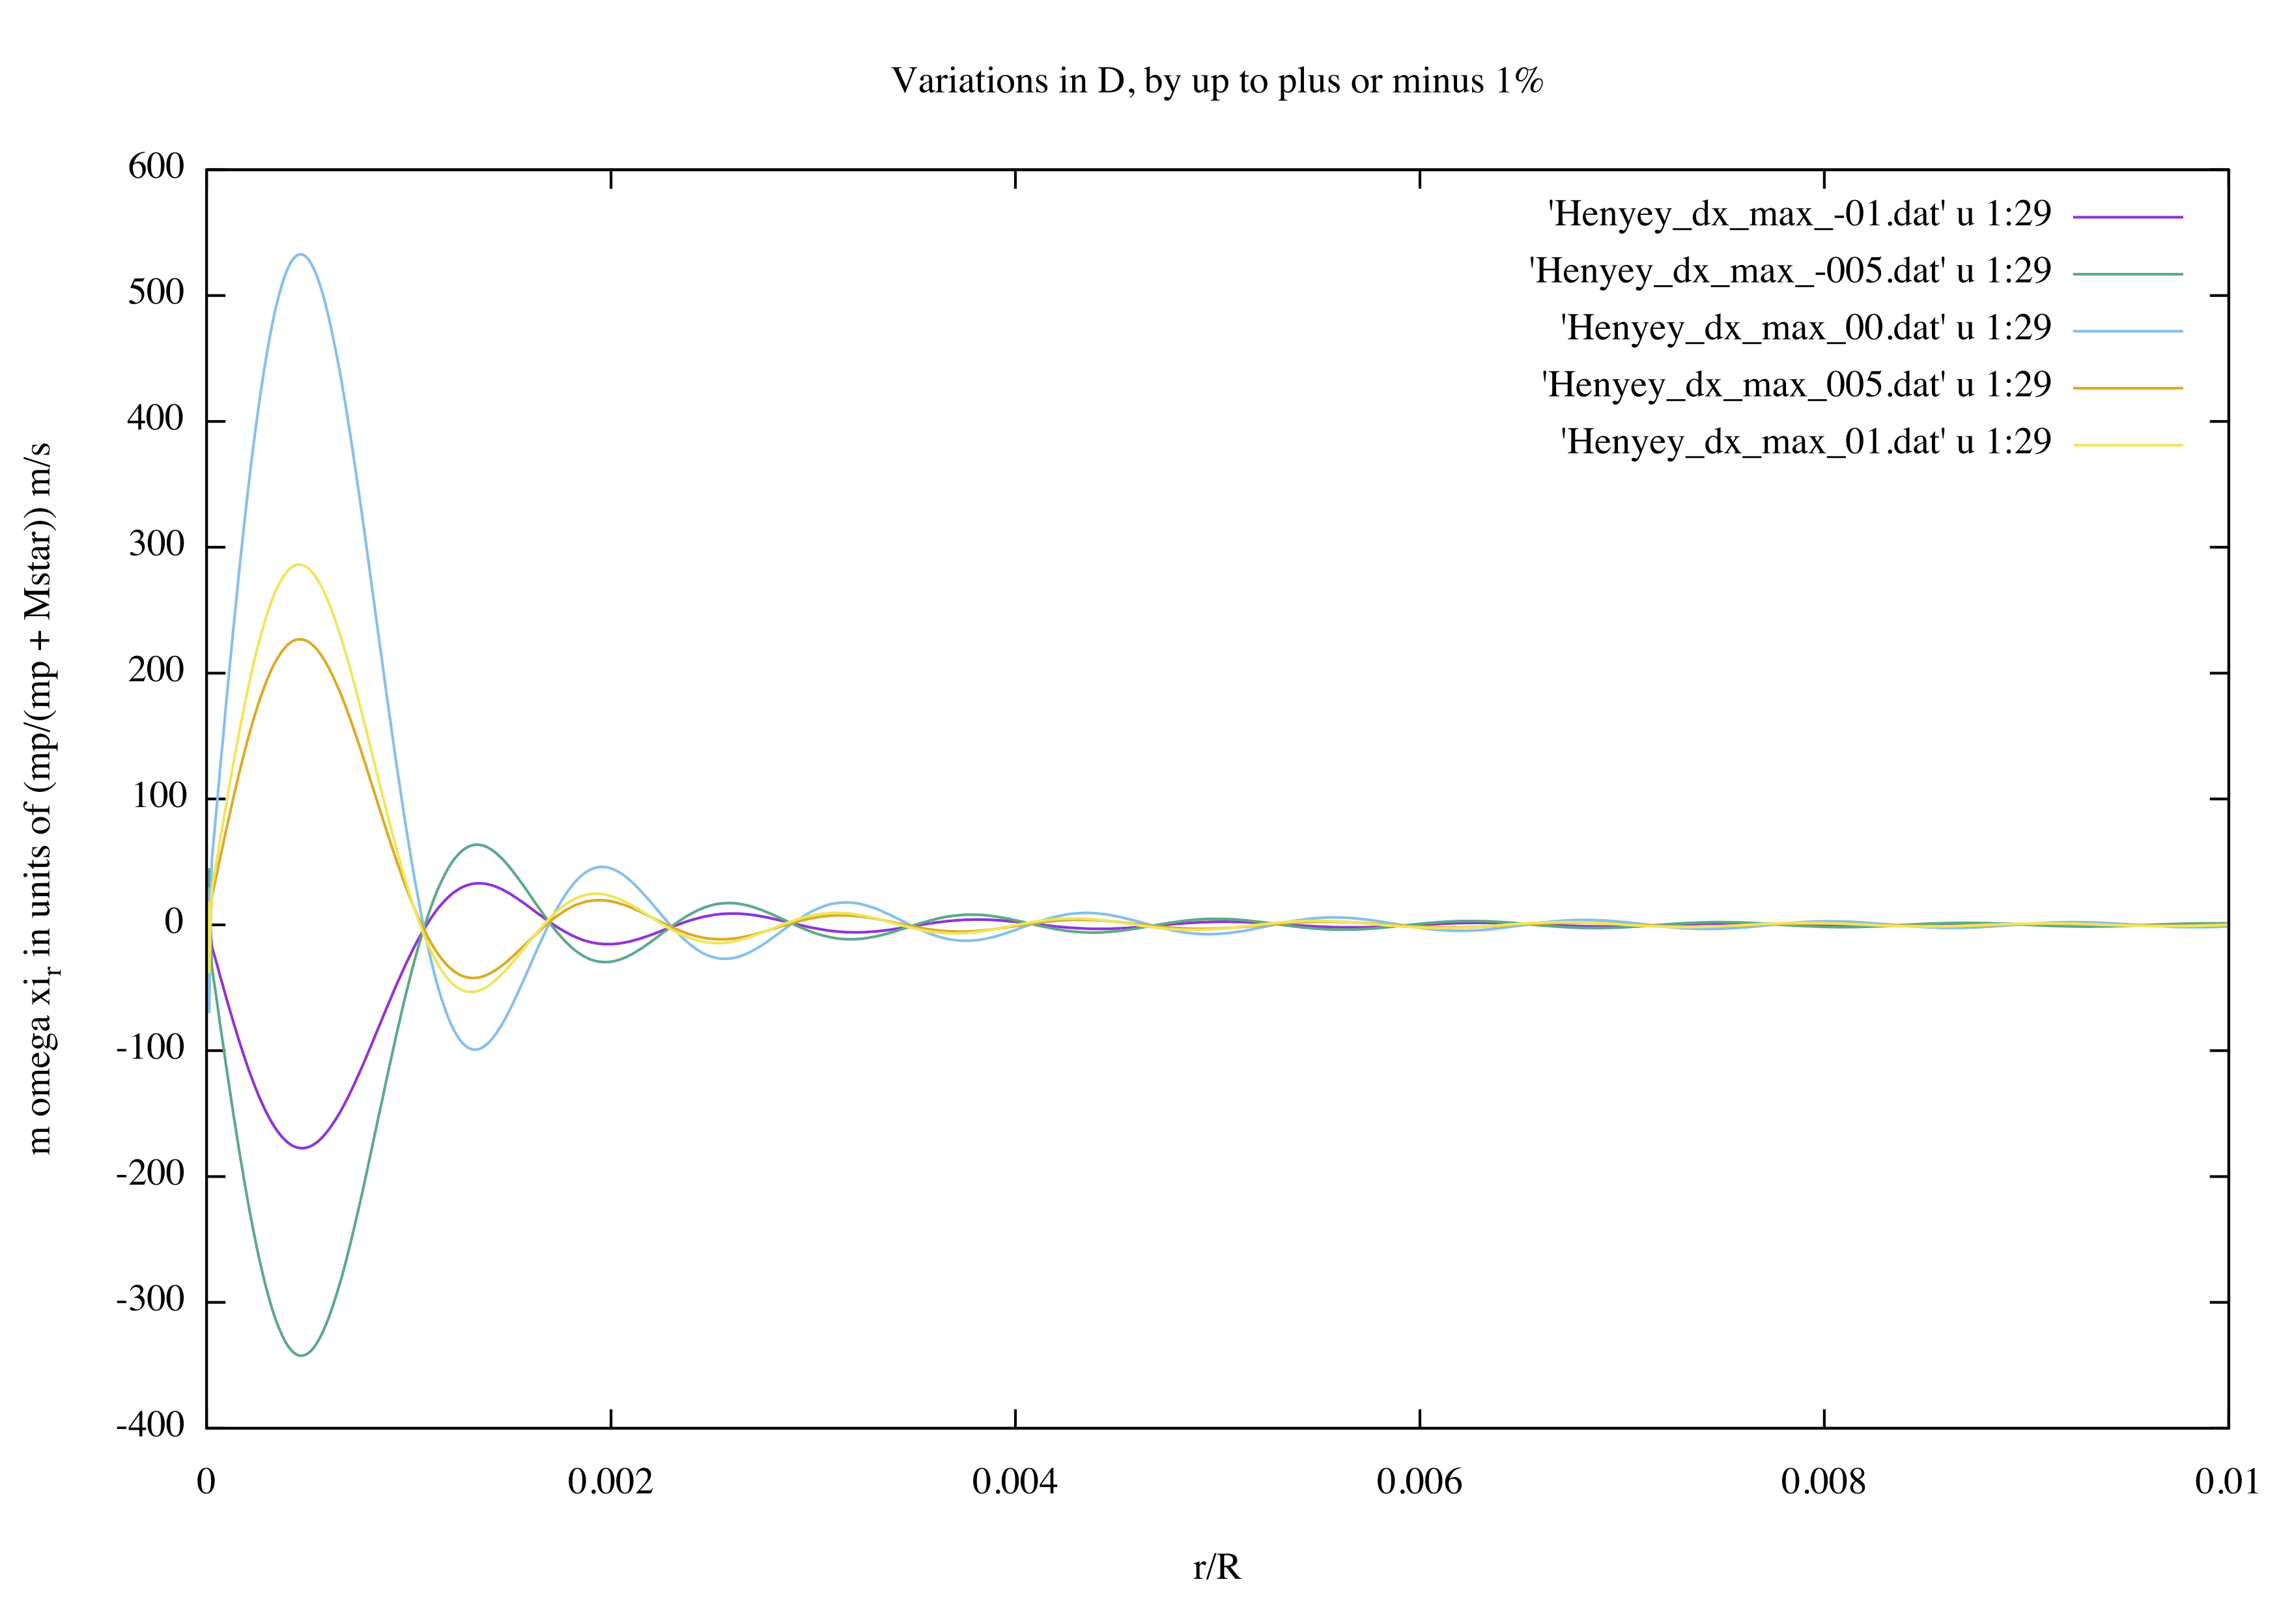 Variations in D, by up to plus or minus 1%
'Henyey_dx_max_-01.dat' u 1:29
'Henyey_dx_max_-005.dat' u 1:29
'Henyey_dx_max_00.dat' u 1:29
'Henyey_dx_max_005.dat' u 1:29
'Henyey_dx_max_01.dat' u 1:29
m omega xi_r in units of (mp/(mp + Mstar)) m/s
600
500
400
300
200
100
0
-100
-200
-300
-400
0 0.002 0.004 0.006 0.008 0.01
r/R